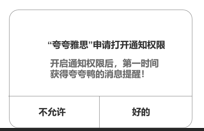 “夸夸雅思”申请打开通知权限
开启通知权限后，第一时间
获得夸夸鸭的消息提醒！
不允许
好的